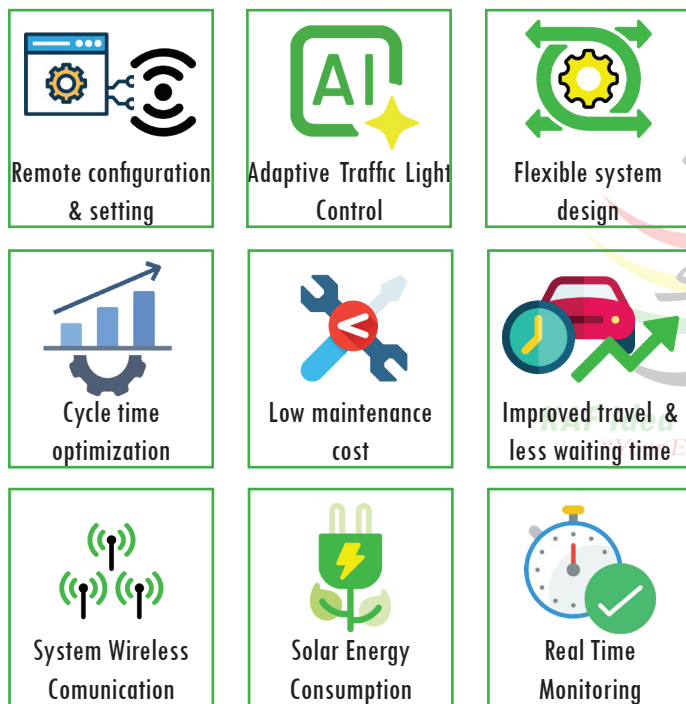 AI
Remote configuration
& setting
Adaptive Traffic Light
Control
Flexible system
design
<
Cycle time
optimization
Low maintenance
cost
Improved travel &
less waiting time
System Wireless
Comunication
Solar Energy
Consumption
Real Time
Monitoring